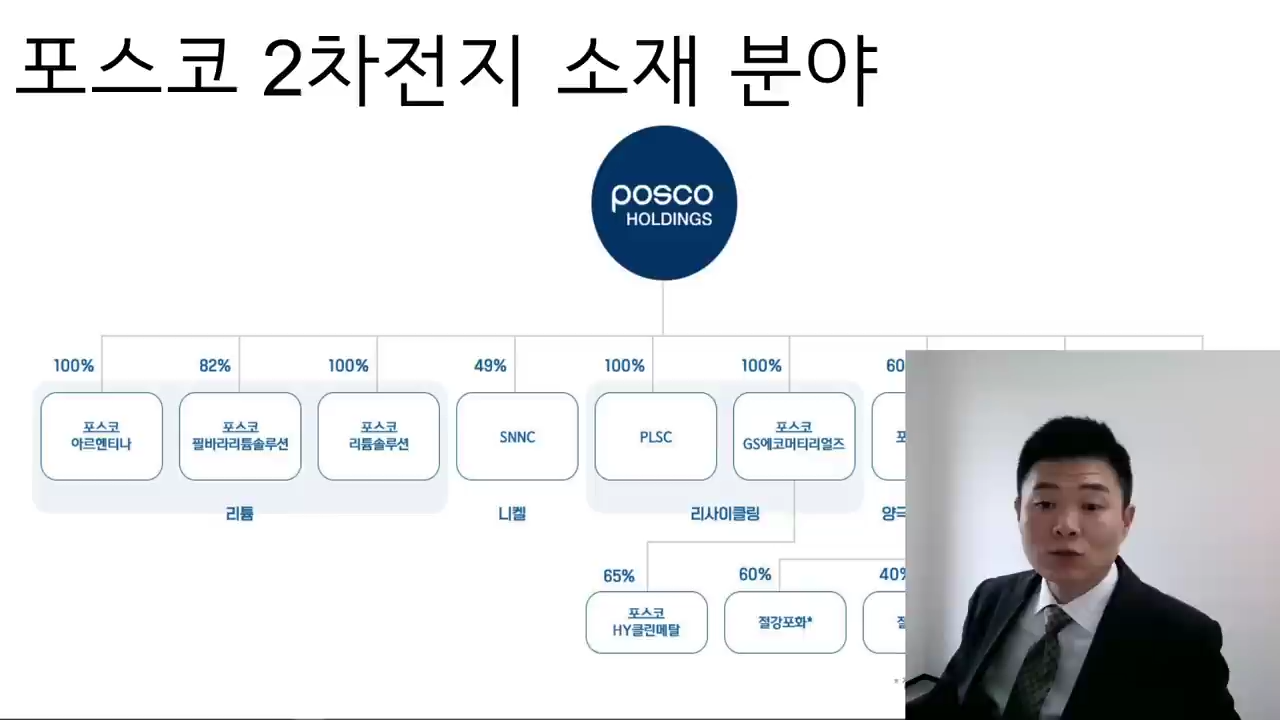 포스코 2차전지 소재 분야
posco
HOLDINGS
100%
82%
100%
49%
100%
100%
60
포스코
아르헨티나
포스코
필바라리튬솔루션
포스코
리튬솔루션
SNNC
PLSC
포스코
GS에코머티리얼즈
리튬
니켈
리사이클링
양극
65%
60%
40%
포스코
HY클린메탈
절강포화*